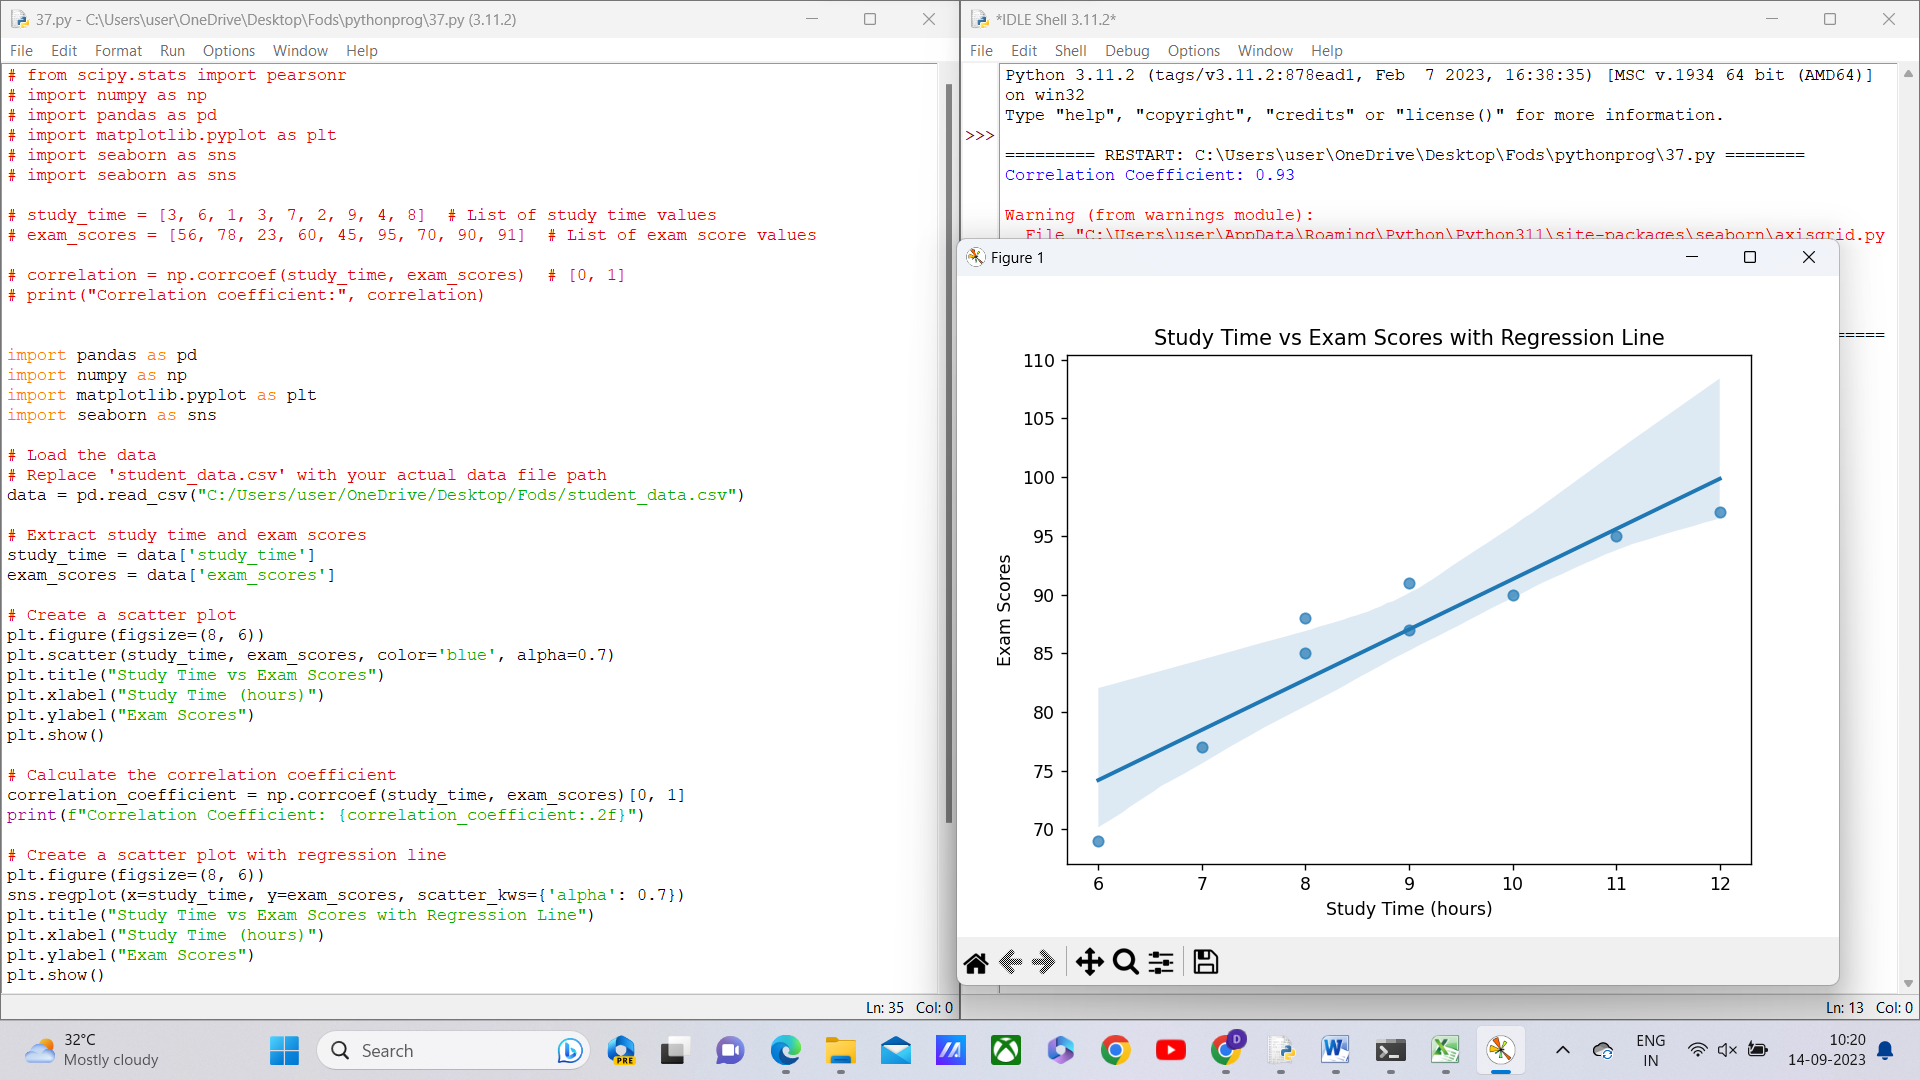 37.py - C:\Users\user\OneDrive\Desktop\Fods\pythonprog\37.py (3.11.2)
File Edit Format Run Options Window Help
# from scipy.stats import pearsonr
# import numpy as np
# import pandas as pd
# import matplotlib.pyplot as plt
# import seaborn as sns
# import seaborn as sns
# study_time = [3, 6, 1, 3, 7, 2, 9, 4, 8]  # List of study time values
# exam_scores = [56, 78, 23, 60, 45, 95, 70, 90, 91]  # List of exam score values
# correlation = np.corrcoef(study_time, exam_scores)  # [0, 1]
# print("Correlation coefficient:", correlation)
import pandas as pd
import numpy as np
import matplotlib.pyplot as plt
import seaborn as sns
# Load the data
# Replace 'student_data.csv' with your actual data file path
data = pd.read_csv("C:/Users/user/OneDrive/Desktop/Fods/student_data.csv")
# Extract study time and exam scores
study_time = data['study_time']
exam_scores = data['exam_scores']
# Create a scatter plot
plt.figure(figsize=(8, 6))
plt.scatter(study_time, exam_scores, color='blue', alpha=0.7)
plt.title("Study Time vs Exam Scores")
plt.xlabel("Study Time (hours)")
plt.ylabel("Exam Scores")
plt.show()
# Calculate the correlation coefficient
correlation_coefficient = np.corrcoef(study_time, exam_scores)[0, 1]
print(f"Correlation Coefficient: {correlation_coefficient:.2f}")
# Create a scatter plot with regression line
plt.figure(figsize=(8, 6))
sns.regplot(x=study_time, y=exam_scores, scatter_kws={'alpha': 0.7})
plt.title("Study Time vs Exam Scores with Regression Line")
plt.xlabel("Study Time (hours)")
plt.ylabel("Exam Scores")
plt.show()
Ln: 35 Col: 0
*IDLE Shell 3.11.2*
File Edit Shell Debug Options Window Help
Python 3.11.2 (tags/v3.11.2:878ead1, Feb  7 2023, 16:38:35) [MSC v.1934 64 bit (AMD64)]
on win32
Type "help", "copyright", "credits" or "license()" for more information.
>>>
========= RESTART: C:\Users\user\OneDrive\Desktop\Fods\pythonprog\37.py ========
Correlation Coefficient: 0.93
Warning (from warnings module):
File "C:\Users\user\AppData\Roaming\Python\Python311\site-packages\seaborn\axisgrid.py
=====
Figure 1
Study Time vs Exam Scores with Regression Line
110
105
100
95
90
85
80
75
70
Exam Scores
6 7 8 9 10 11 12
Study Time (hours)
Ln: 13 Col: 0
32°C
Mostly cloudy
Search
PRE
D
ENG
IN
10:20
14-09-2023